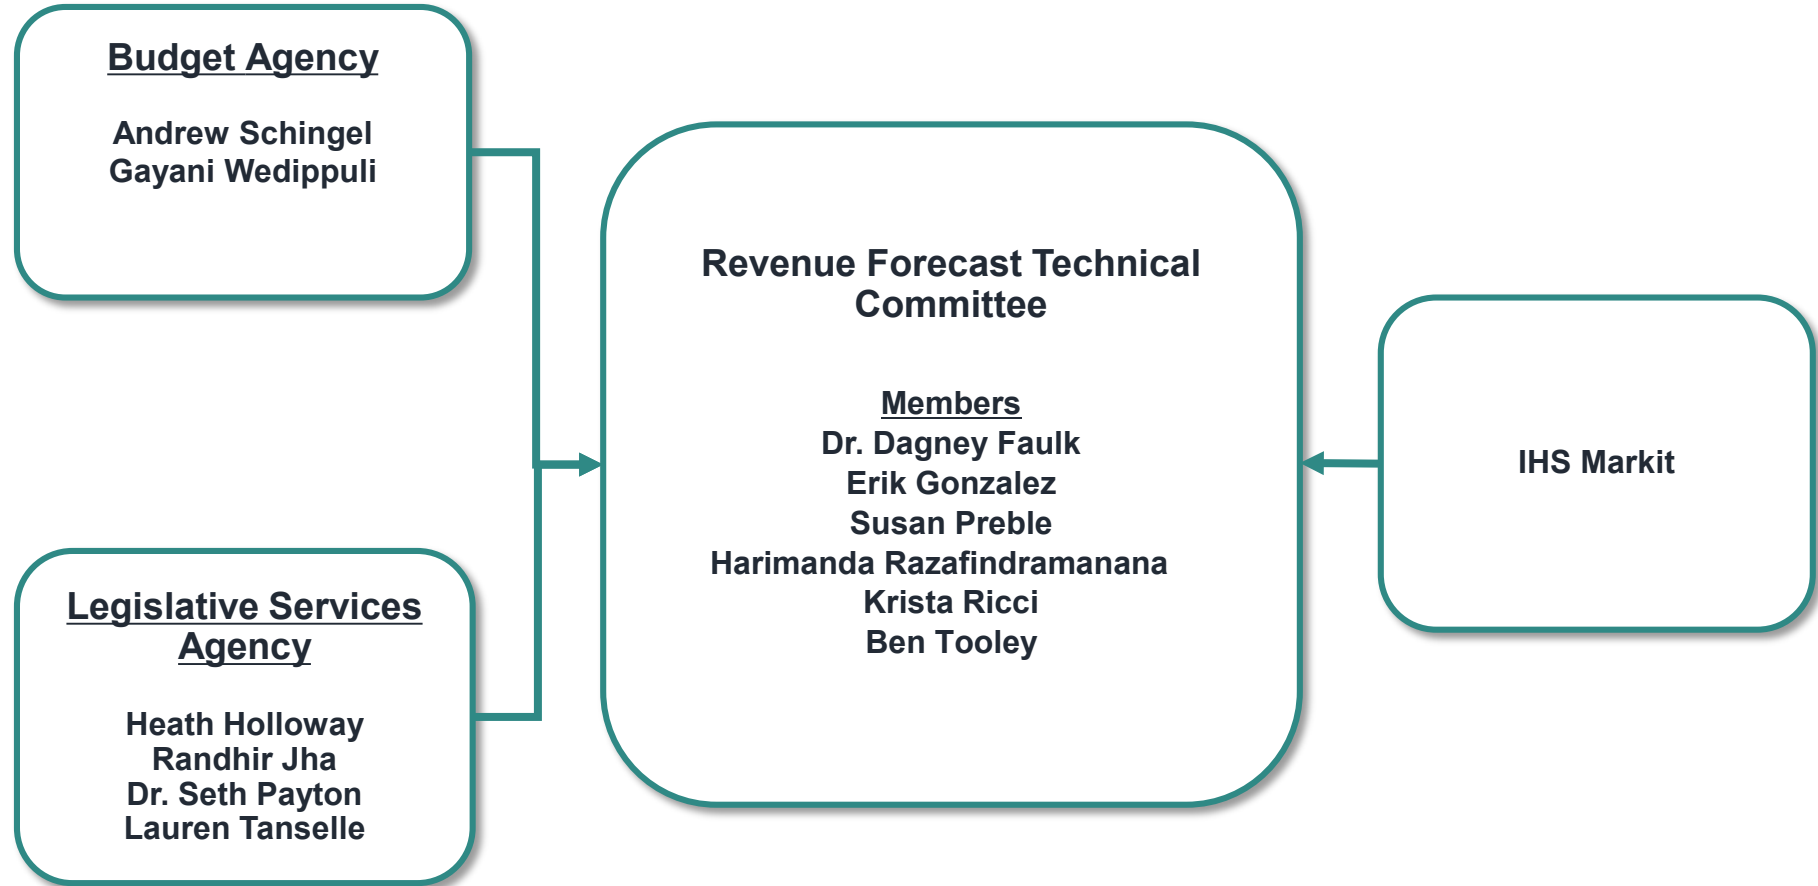 Budget Agency
Andrew Schingel
Gayani Wedippuli
Legislative Services
Agency
Heath Holloway
Randhir Jha
Dr. Seth Payton
Lauren Tanselle
Revenue Forecast Technical
Committee
Members
Dr. Dagney Faulk
Erik Gonzalez
Susan Preble
Harimanda Razafindramanana
Krista Ricci
Ben Tooley
IHS Markit